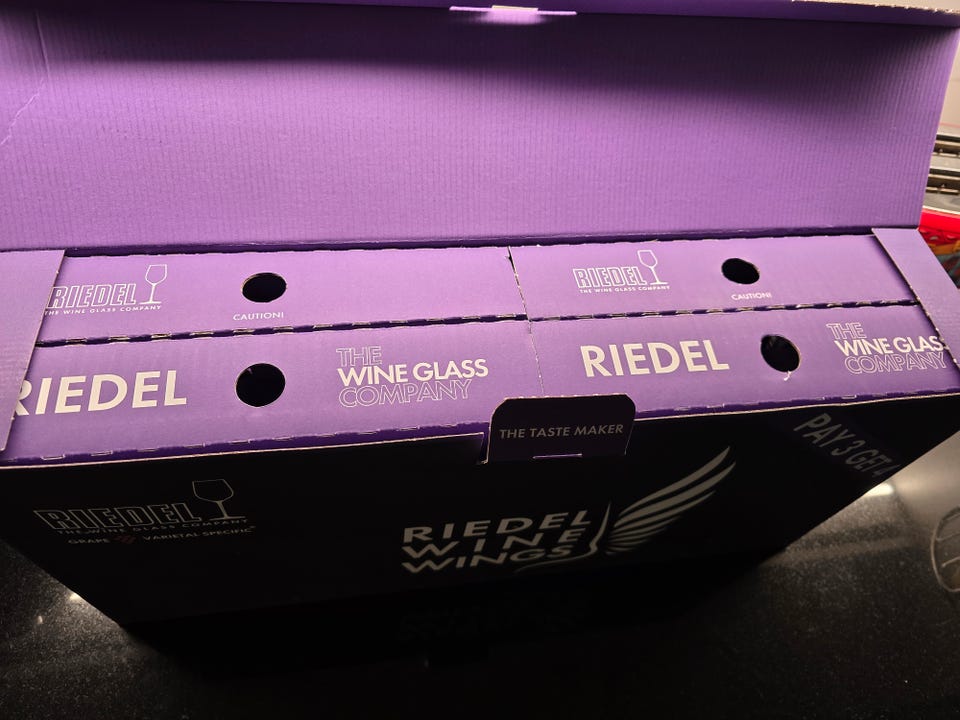 RIEDEL
THE WINE GLASS COMPANY
CAUTION!
RIEDEL
THE WINE GLASS COMPANY
CAUTION!
RIEDEL
THE
WINE GLASS
COMPANY
RIEDEL
THE
WINE GLASS
COMPANY
THE TASTE MAKER
PAY 3 GET 4
RIEDEL
THE WINE GLASS COMPANY
GRAPE VARIETAL SPECIFIC®
RIEDEL
WINE
WINGS